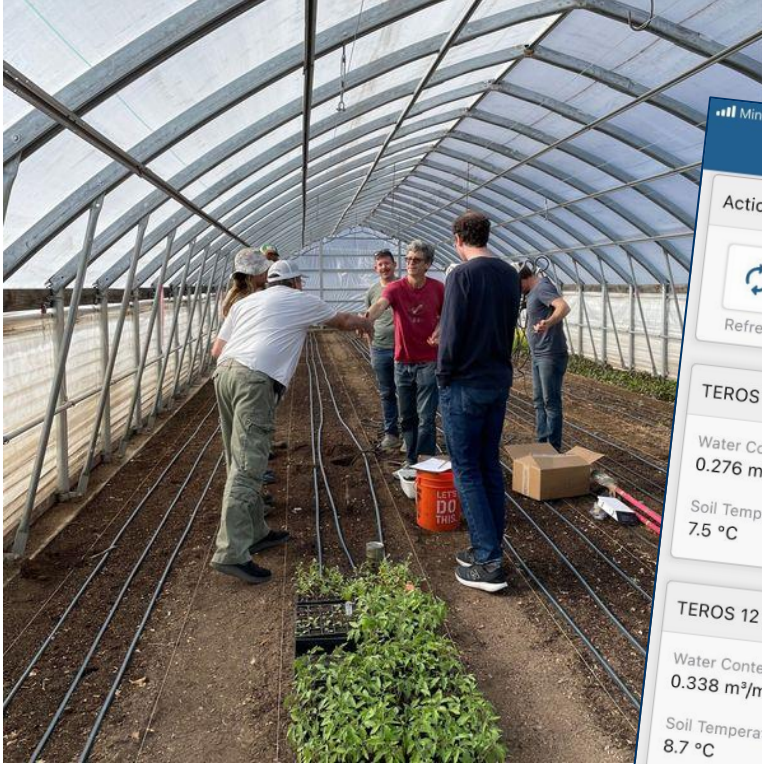 LET'S
DO
THIS.
Min
Actio
Refre
TEROS
Water Co
0.276 m
Soil Temp
7.5 °C
TEROS 12
Water Conte
0.338 m³/m
Soil Tempera
8.7 °C